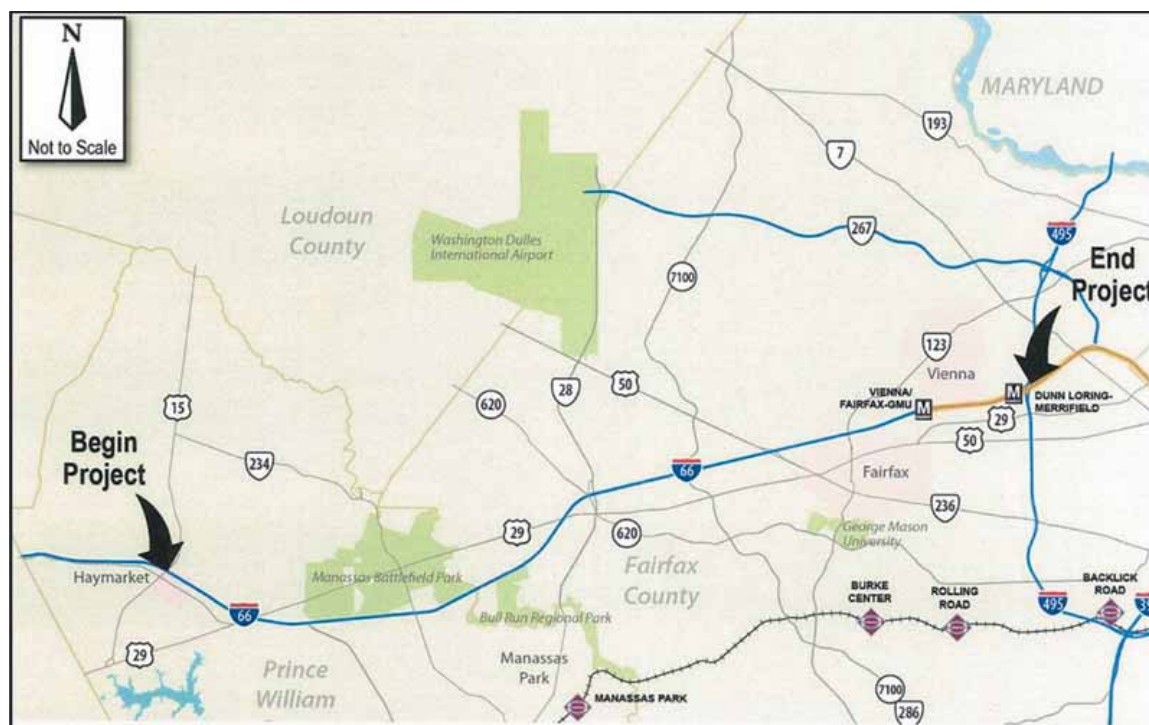 N
Not to Scale
MARYLAND
193
7
Loudoun
County
Washington Dulles
International Airport
267
495
End
Project
7100
123
Vienna
28
50
VIENNA/
FAIRFAX-GMU
M
M
DUNN LORING-
MERRIFIELD
29
50
620
15
Begin
Project
234
66
Fairfax
236
29
620
George Mason
University
Haymarket
Manassas Battlefield Park
Fairfax
County
66
Bull Run Regional Park
BURKE
CENTER
ROLLING
ROAD
BACKLICK
ROAD
495
29
Prince
William
Manassas
Park
MANASSAS PARK
7100
286